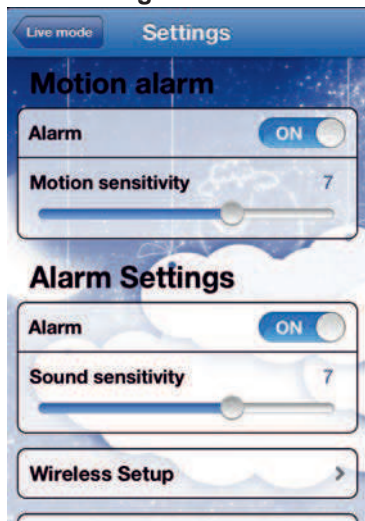 Live mode
Settings
Motion alarm
Alarm ON
Motion sensitivity 7
Alarm Settings
Alarm ON
Sound sensitivity 7
Wireless Setup